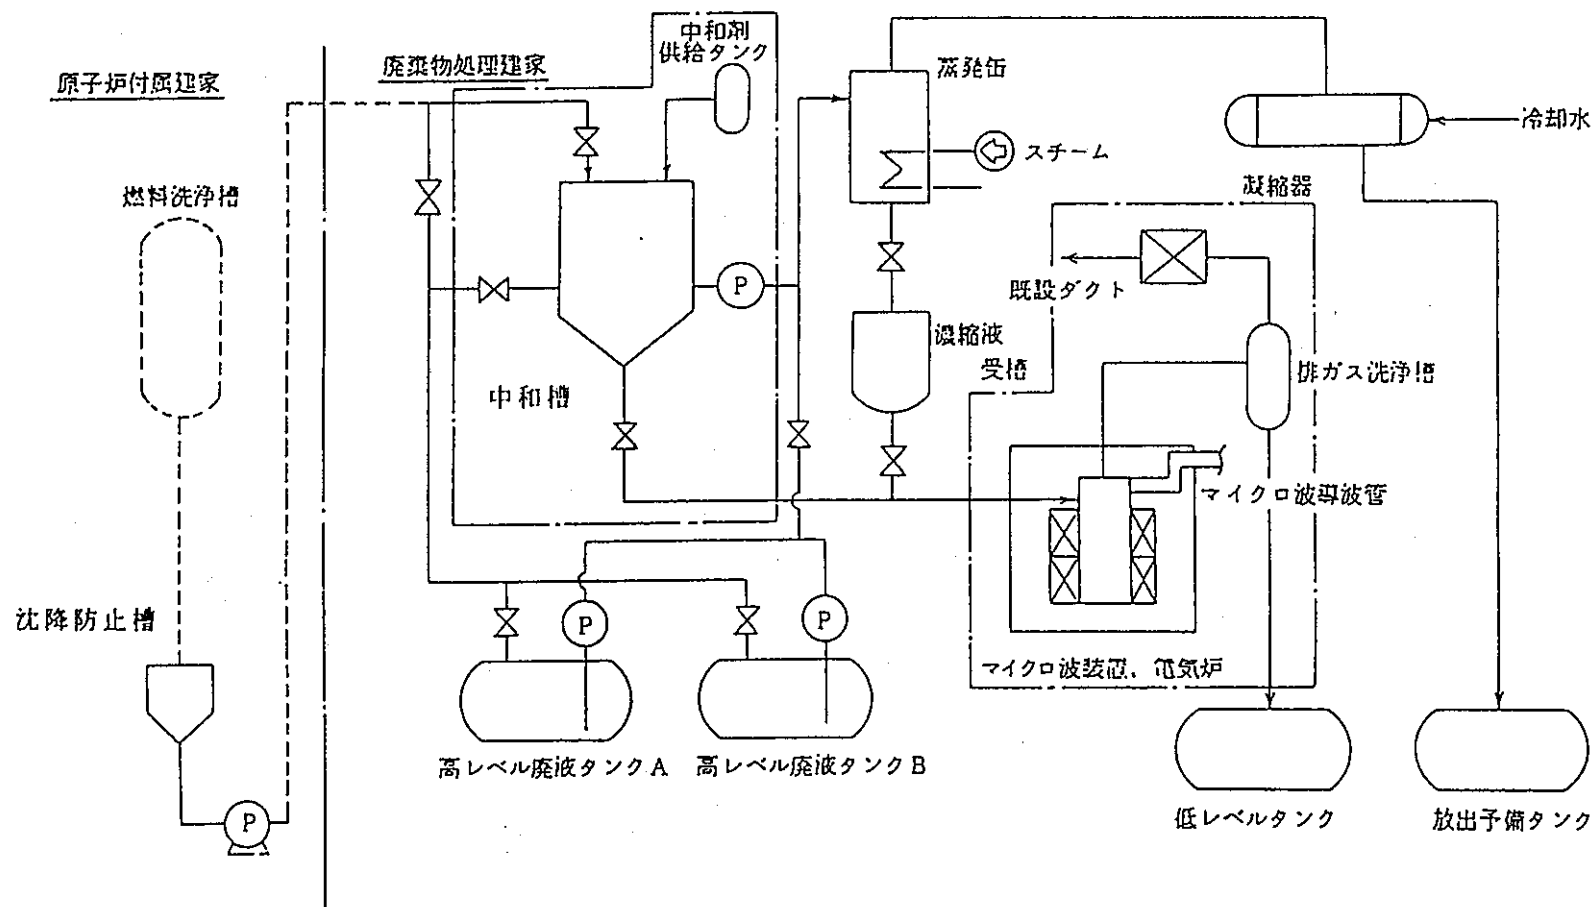 原子炉付属建家
廃棄物処理建家
中和剤
供給タンク
蒸発缶
冷却水
スチーム
燃料洗浄槽
凝縮器
P
既設ダクト
濃縮液
受槽
排ガス洗浄槽
中和槽
マイクロ波導波管
沈降防止槽
P
P
マイクロ波装置、電気炉
高レベル廃液タンクA
高レベル廃液タンクB
P
低レベルタンク
放出予備タンク